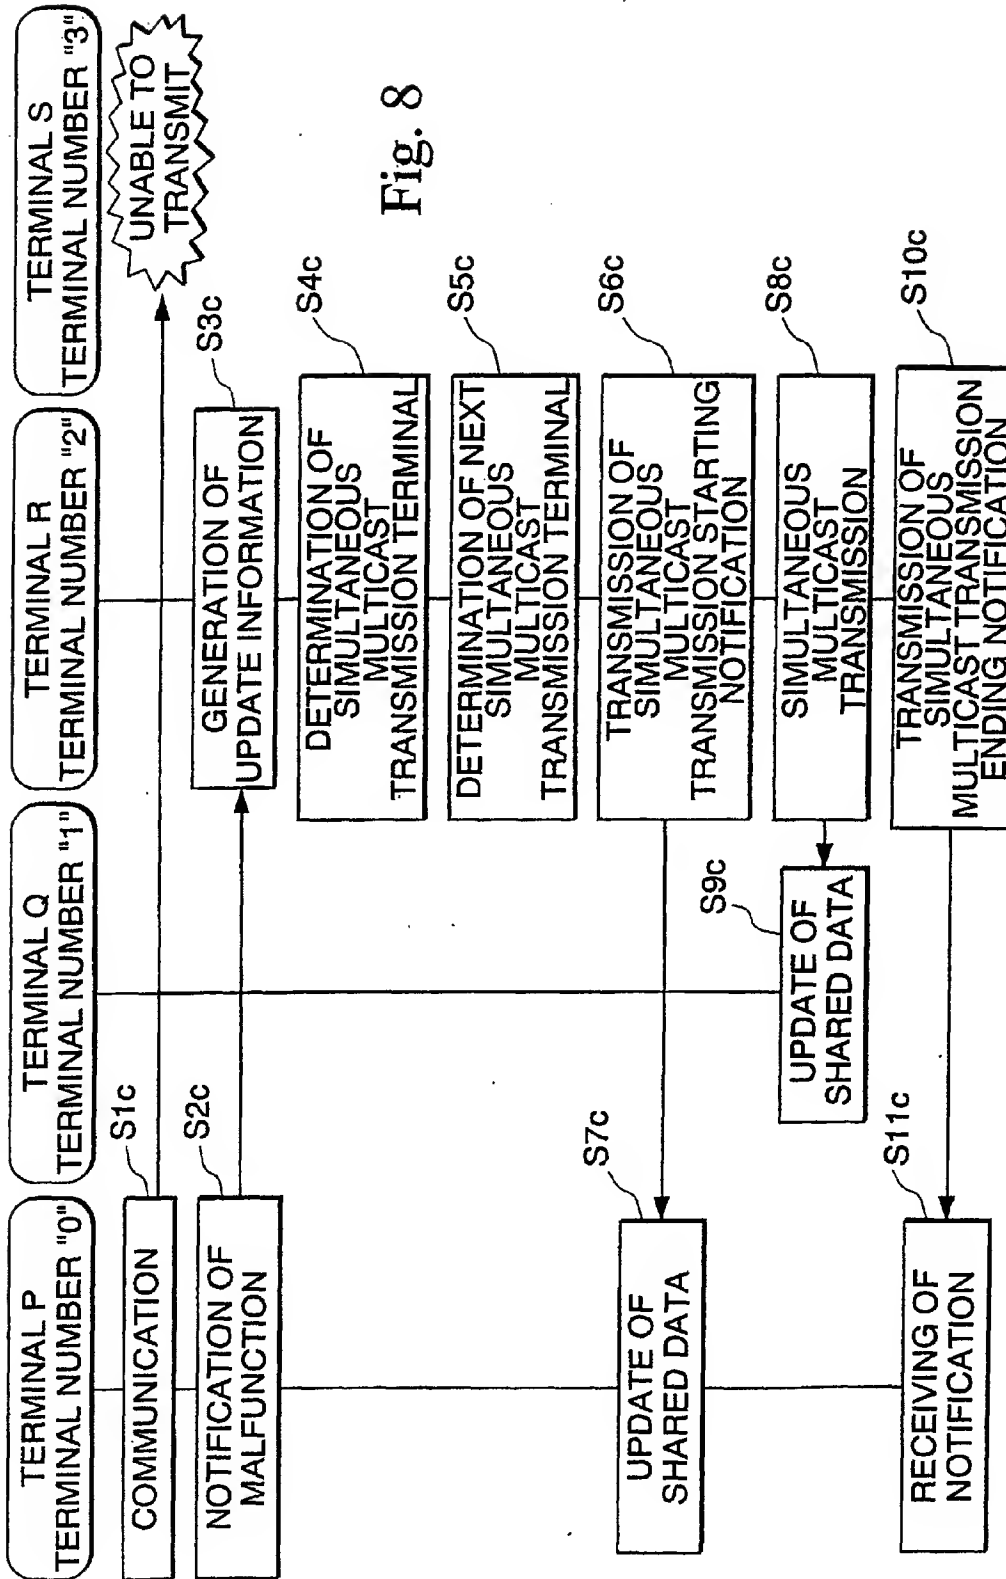 TERMINAL P
TERMINAL NUMBER "0"
TERMINAL Q
TERMINAL NUMBER "1"
TERMINAL R
TERMINAL NUMBER "2"
TERMINAL S
TERMINAL NUMBER "3"
S1c
COMMUNICATION
UNABLE TO
TRANSMIT
S2c
NOTIFICATION OF
MALFUNCTION
S3c
GENERATION OF
UPDATE INFORMATION
S4c
DETERMINATION OF
SIMULTANEOUS
MULTICAST
TRANSMISSION TERMINAL
S5c
DETERMINATION OF NEXT
SIMULTANEOUS
MULTICAST
TRANSMISSION TERMINAL
S6c
TRANSMISSION OF
SIMULTANEOUS
MULTICAST
TRANSMISSION STARTING
NOTIFICATION
S7c
UPDATE OF
SHARED DATA
S8c
SIMULTANEOUS
MULTICAST
TRANSMISSION
S9c
UPDATE OF
SHARED DATA
S10c
TRANSMISSION OF
SIMULTANEOUS
MULTICAST TRANSMISSION
ENDING NOTIFICATION
S11c
RECEIVING OF
NOTIFICATION
Fig. 8